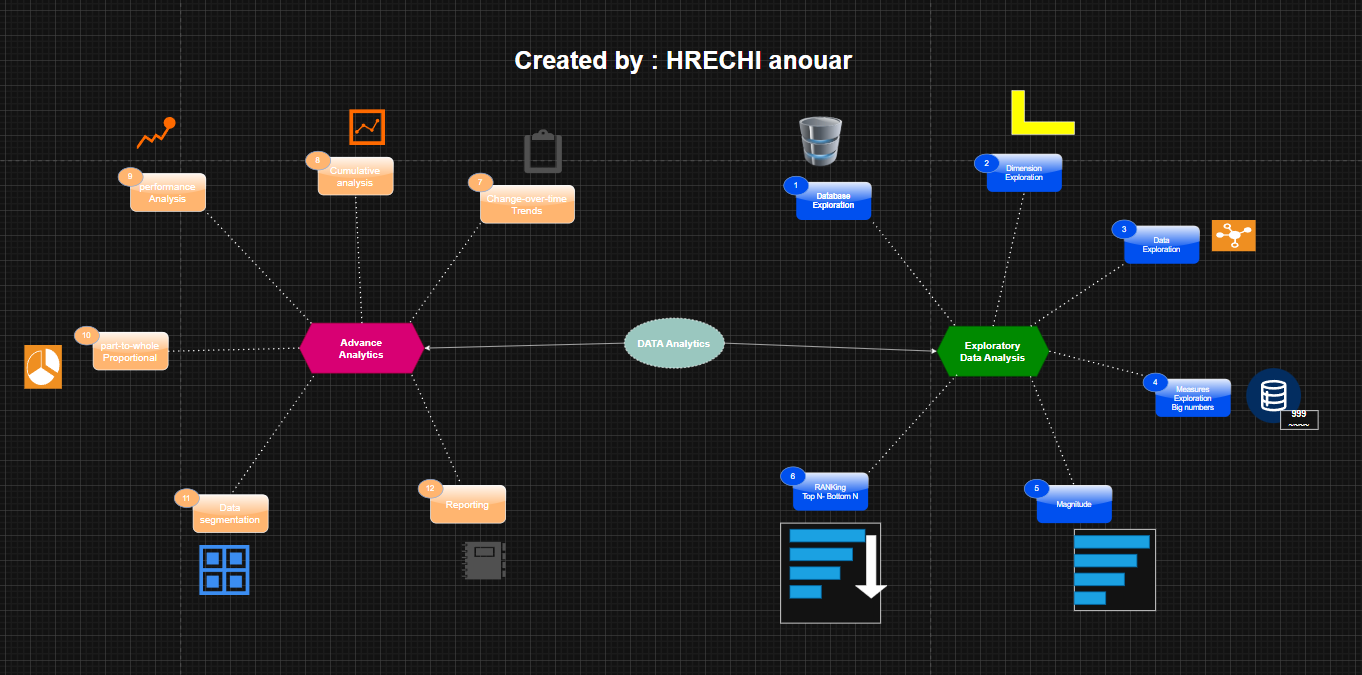 Created by : HRECHI anouar
9
performance
Analysis
8
Cumulative
analysis
7
Change-over-time
Trends
1
Database
Exploration
2
Dimension
Exploration
3
Data
Exploration
10
part-to-whole
Proportional
Advance
Analytics
DATA Analytics
Exploratory
Data Analysis
4
Measures
Exploration
Big numbers
999
11
Data
segmentation
12
Reporting
6
RANKing
Top N- Bottom N
5
Magnitude